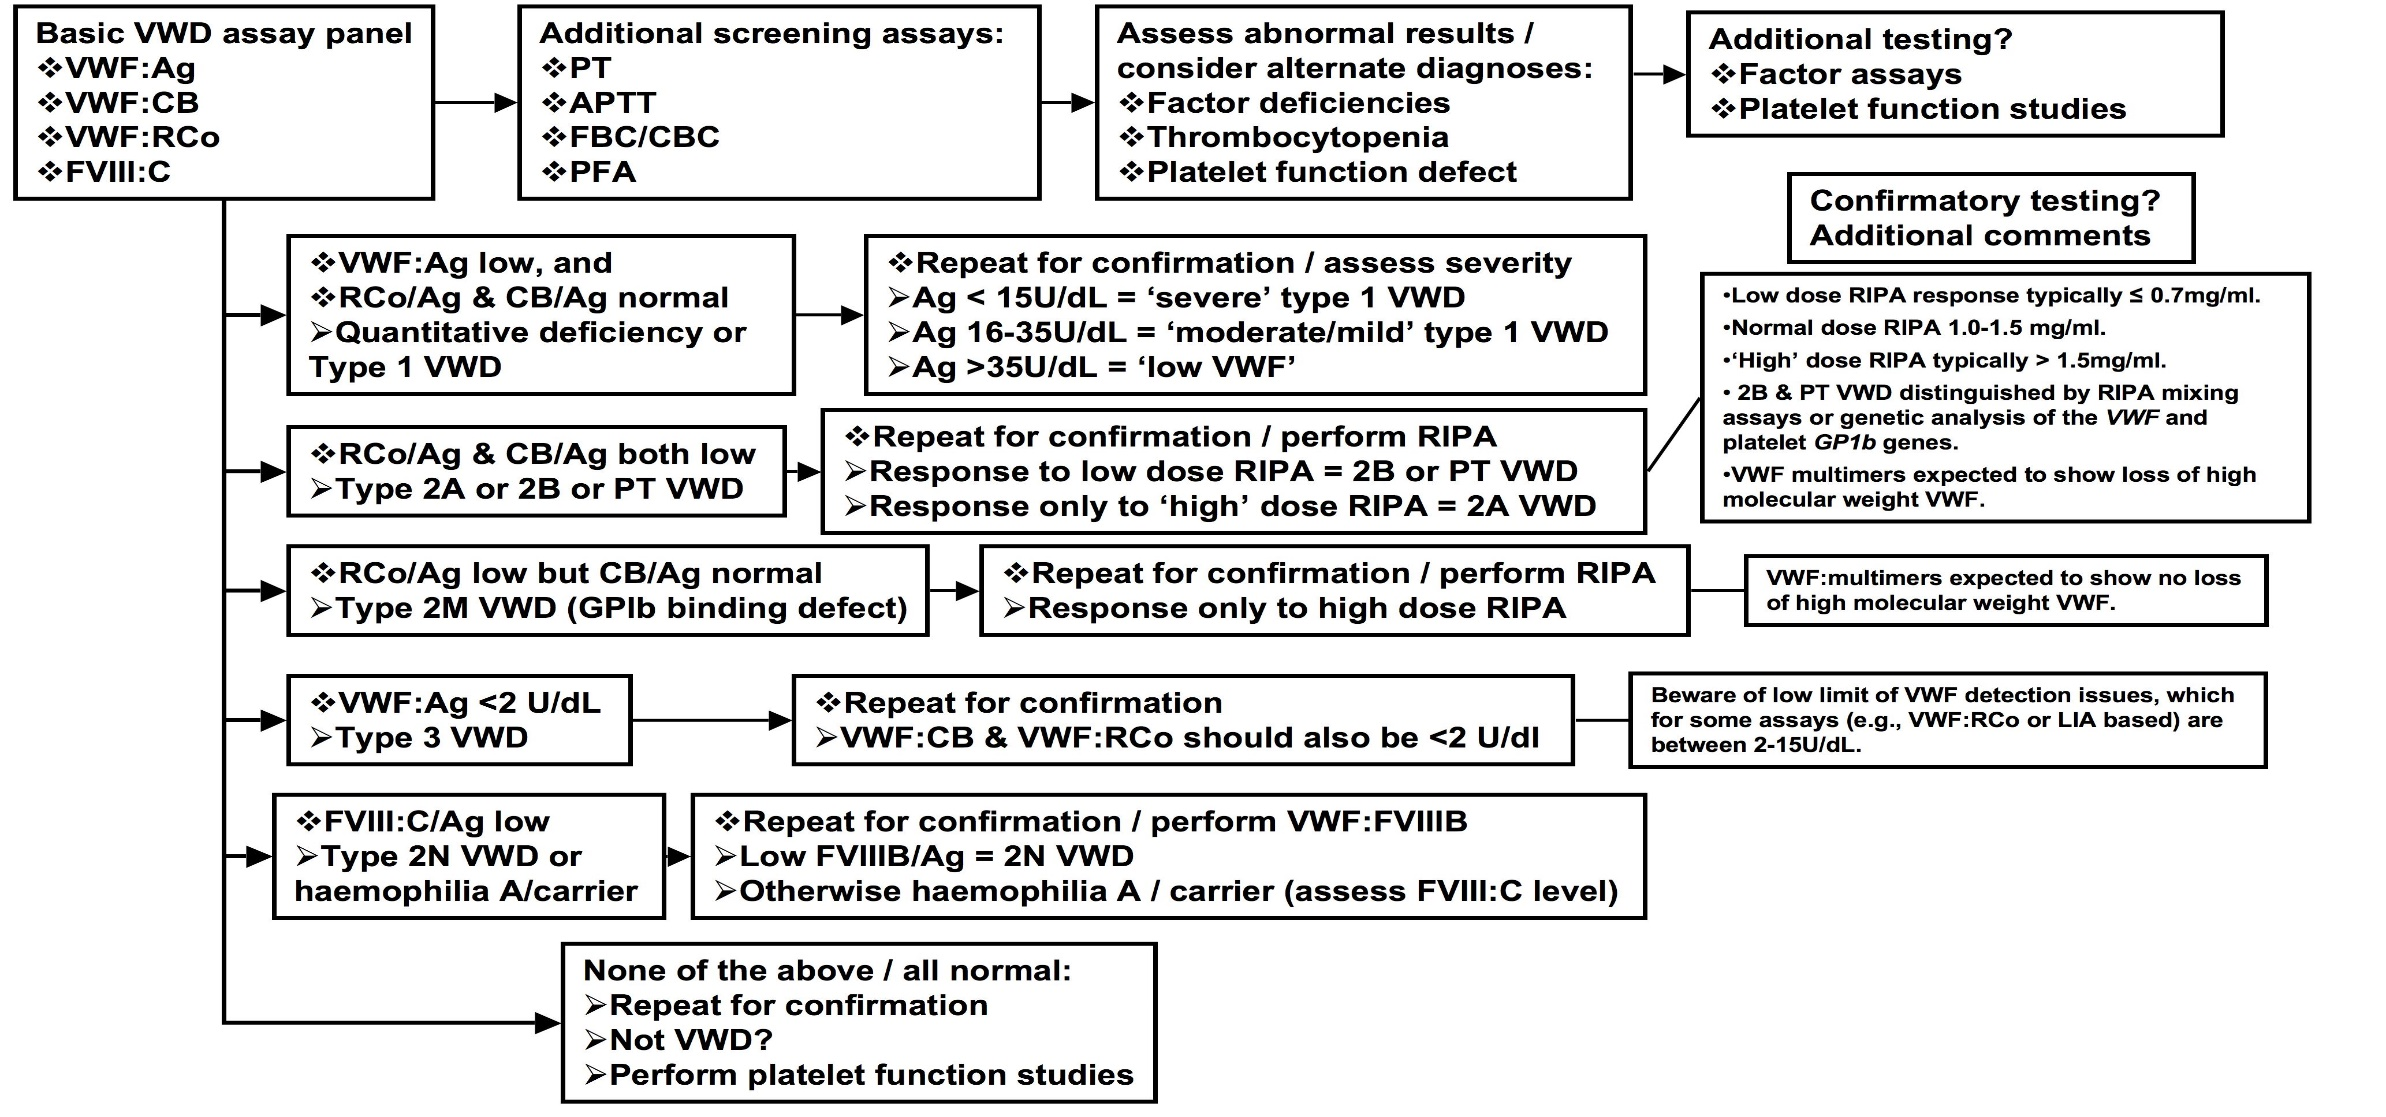 Basic VWD assay panel
❖VWF:Ag
❖VWF:CB
❖VWF:RCo
❖FVIII:C
Additional screening assays:
❖PT
❖APTT
❖FBC/CBC
❖PFA
Assess abnormal results /
consider alternate diagnoses:
❖Factor deficiencies
❖Thrombocytopenia
❖Platelet function defect
Additional testing?
❖Factor assays
❖Platelet function studies
Confirmatory testing?
Additional comments
❖VWF:Ag low, and
❖RCo/Ag & CB/Ag normal
➢Quantitative deficiency or
Type 1 VWD
❖Repeat for confirmation / assess severity
➢Ag < 15U/dL = ‘severe’ type 1 VWD
➢Ag 16-35U/dL = ‘moderate/mild’ type 1 VWD
➢Ag >35U/dL = ‘low VWF’
❖RCo/Ag & CB/Ag both low
➢Type 2A or 2B or PT VWD
❖Repeat for confirmation / perform RIPA
➢Response to low dose RIPA = 2B or PT VWD
➢Response only to ‘high’ dose RIPA = 2A VWD
•Low dose RIPA response typically ≤ 0.7mg/ml.
•Normal dose RIPA 1.0-1.5 mg/ml.
•‘High’ dose RIPA typically > 1.5mg/ml.
• 2B & PT VWD distinguished by RIPA mixing
assays or genetic analysis of the VWF and
platelet GP1b genes.
•VWF multimers expected to show loss of high
molecular weight VWF.
❖RCo/Ag low but CB/Ag normal
➢Type 2M VWD (GPIb binding defect)
❖Repeat for confirmation / perform RIPA
➢Response only to high dose RIPA
VWF:multimers expected to show no loss
of high molecular weight VWF.
❖VWF:Ag <2 U/dL
➢Type 3 VWD
❖Repeat for confirmation
➢VWF:CB & VWF:RCo should also be <2 U/dl
Beware of low limit of VWF detection issues, which
for some assays (e.g., VWF:RCo or LIA based) are
between 2-15U/dL.
❖FVIII:C/Ag low
➢Type 2N VWD or
haemophilia A/carrier
❖Repeat for confirmation / perform VWF:FVIIIB
➢Low FVIIIB/Ag = 2N VWD
➢Otherwise haemophilia A / carrier (assess FVIII:C level)
None of the above / all normal:
➢Repeat for confirmation
➢Not VWD?
➢Perform platelet function studies